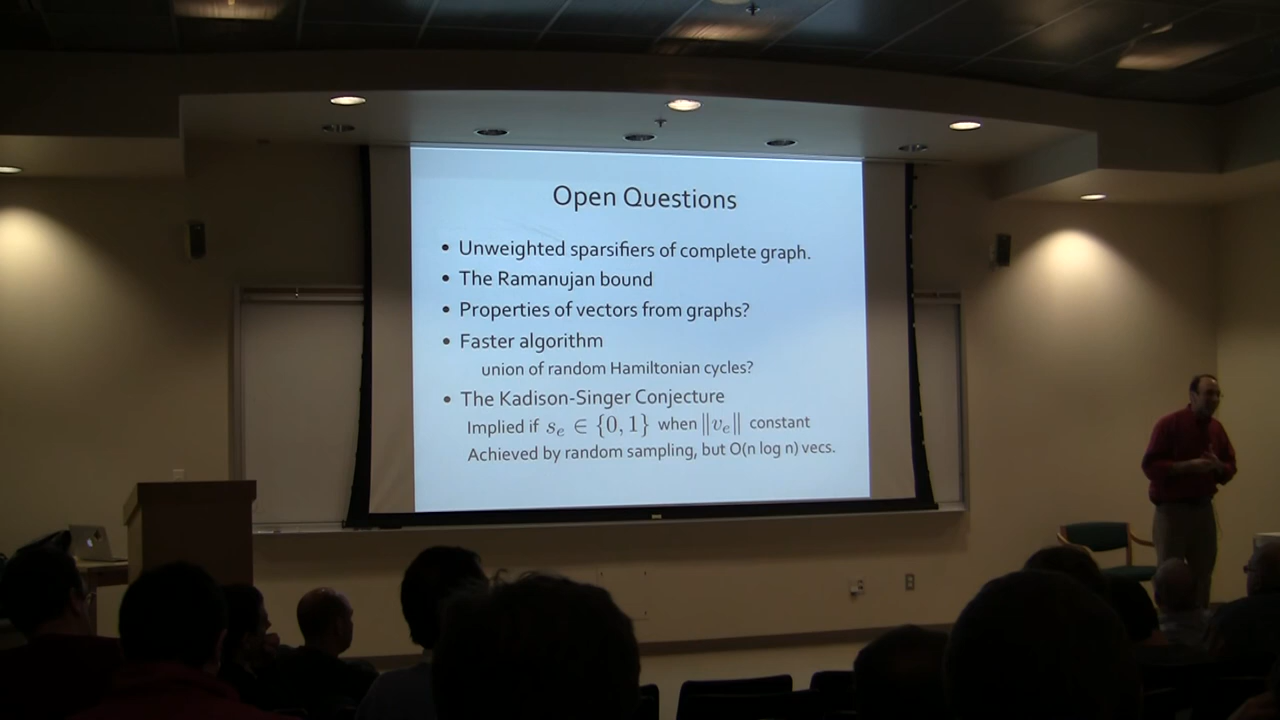 Open Questions
• Unweighted sparsifiers of complete graph.
• The Ramanujan bound
• Properties of vectors from graphs?
• Faster algorithm
union of random Hamiltonian cycles?
• The Kadison-Singer Conjecture
Implied if $s_e \in \{0, 1\}$ when $\|v_e\|$ constant
Achieved by random sampling, but O(n log n) vecs.